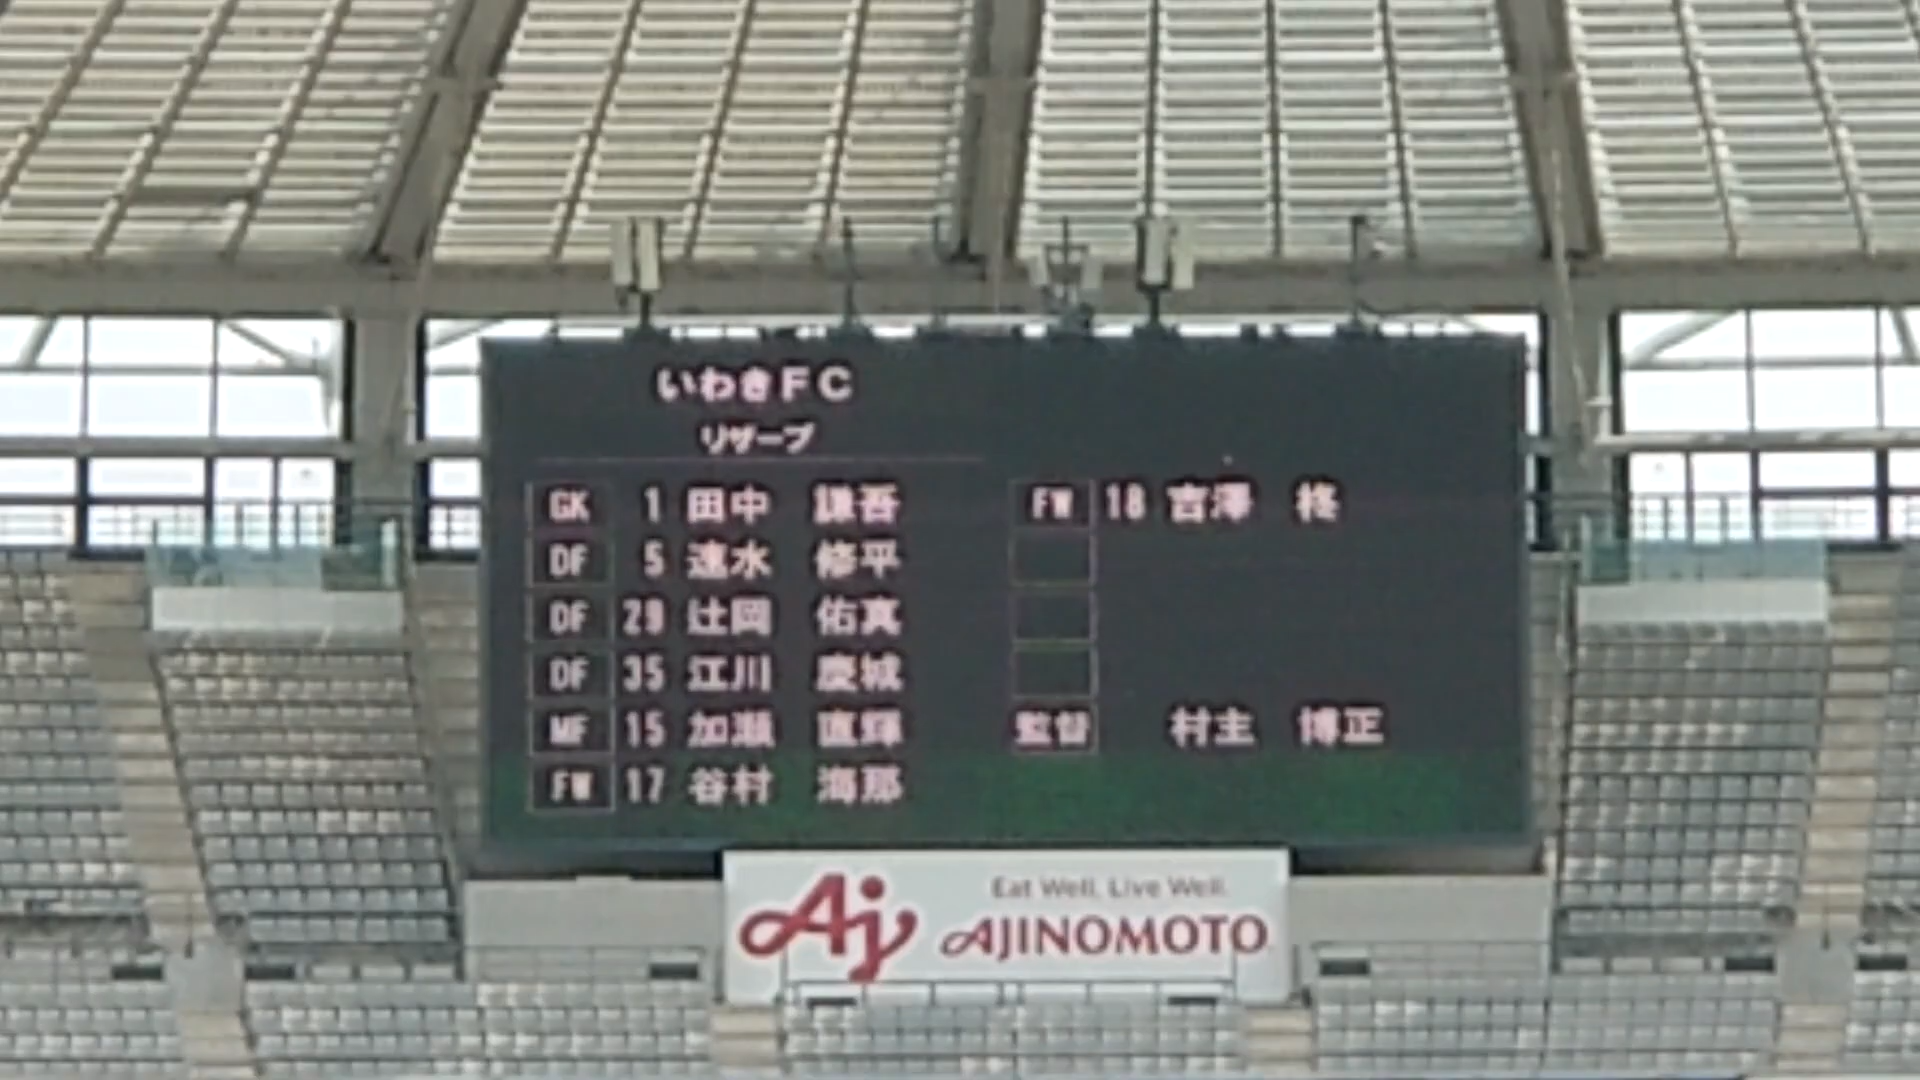 いわきFC
リザーブ
GK 1 田中 謙吾
DF 5 速水 修平
DF 29 辻岡 佑真
DF 35 江川 慶城
MF 15 加瀬 直輝
FW 17 谷村 海那
FW 18 吉澤 柊
監督 村主 博正
Eat Well, Live Well.
Aj AJINOMOTO